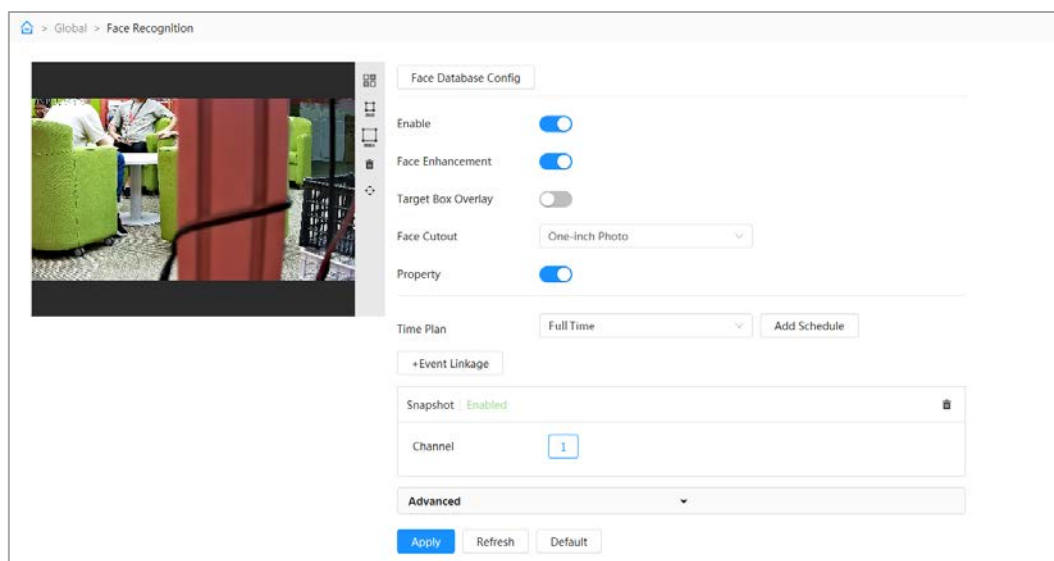 > Global > Face Recognition
Face Database Config
Enable
Face Enhancement
Target Box Overlay
Face Cutout One-inch Photo
Property
Time Plan Full Time Add Schedule
+Event Linkage
Snapshot | Enabled
Channel 1
Advanced
Apply Refresh Default